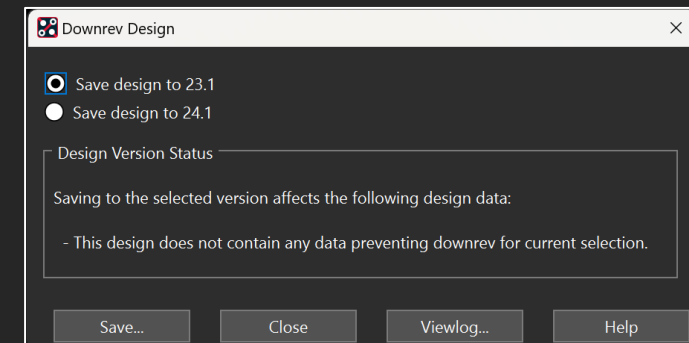 Downrev Design
Save design to 23.1
Save design to 24.1
Design Version Status
Saving to the selected version affects the following design data:
- This design does not contain any data preventing downrev for current selection.
Save... Close Viewlog... Help